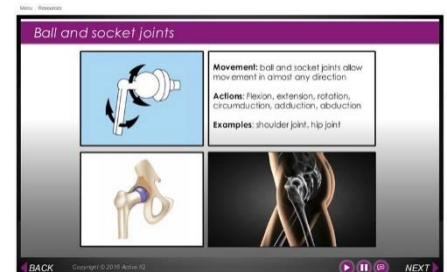 Menu Resources
Ball and socket joints
Movement: ball and socket joints allow
movement in almost any direction
Actions: Flexion, extension, rotation,
circumduction, adduction, abduction
Examples: shoulder joint, hip joint
BACK
Copyright © 2015 Active IQ
NEXT